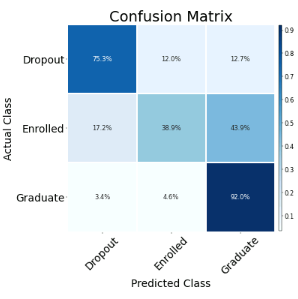 Confusion Matrix
Actual Class
Dropout 75.3% 12.0% 12.7%
Enrolled 17.2% 38.9% 43.9%
Graduate 3.4% 4.6% 92.0%
Dropout Enrolled Graduate
Predicted Class
0.9
0.8
0.7
0.6
0.5
0.4
0.3
0.2
0.1